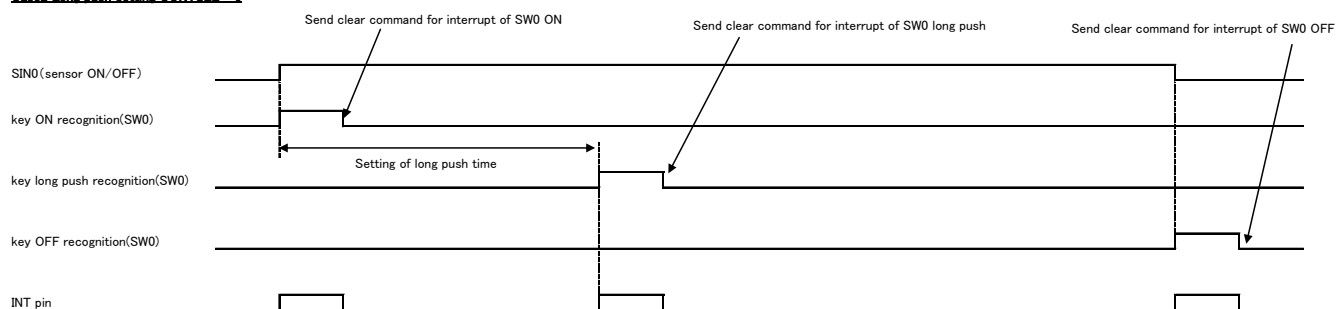 Send clear command for interrupt of SW0 ON
Send clear command for interrupt of SW0 long push
Send clear command for interrupt of SW0 OFF
SIN0(sensor ON/OFF)
key ON recognition(SW0)
Setting of long push time
key long push recognition(SW0)
key OFF recognition(SW0)
INT pin